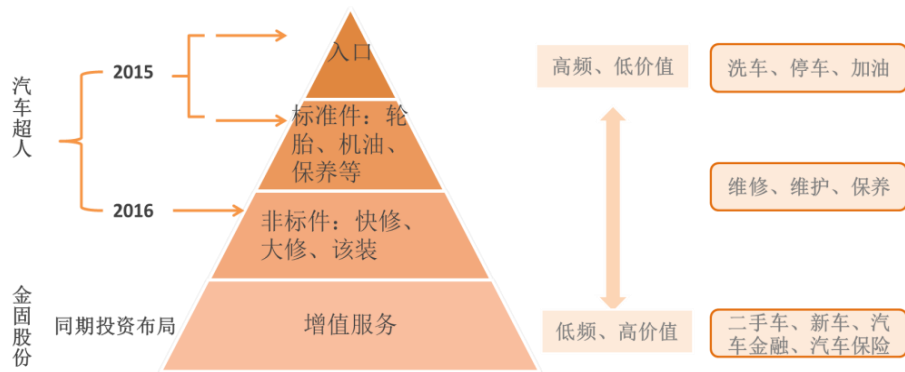 汽车超人
2015
2016
金固股份
同期投资布局
入口
标准件：轮
胎、机油、
保养等
非标件：快修、
大修、该装
增值服务
高频、低价值
低频、高价值
洗车、停车、加油
维修、维护、保养
二手车、新车、汽
车金融、汽车保险